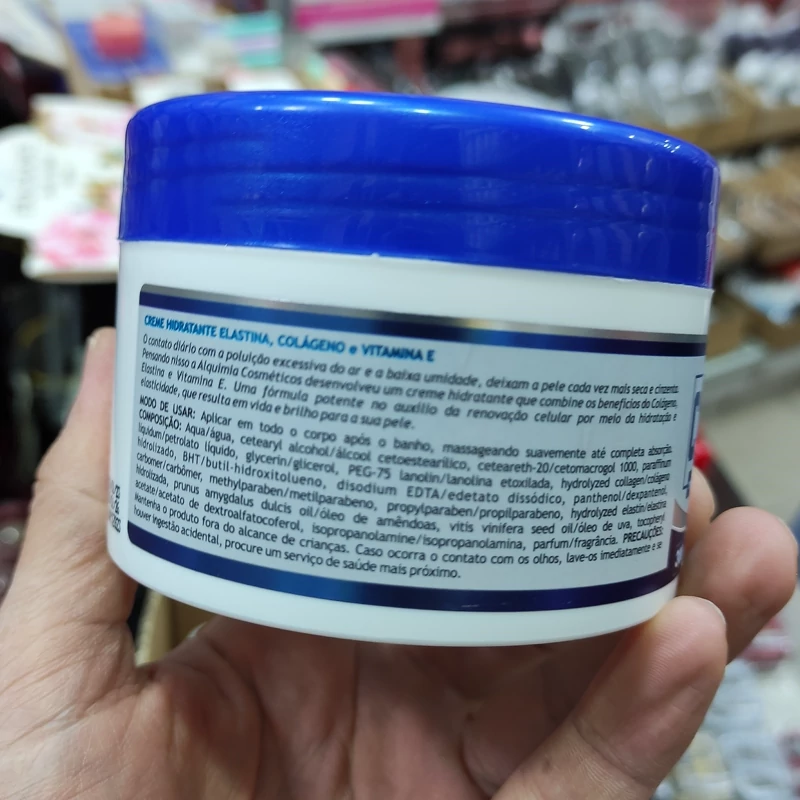 CREME HIDRATANTE ELASTINA, COLÁGENO e VITAMINA E
O contato diário com a poluição excessiva do ar e a baixa umidade, deixam a pele cada vez mais seca e cinzenta.
Pensando nisso a Alquimia Cosméticos desenvolveu um creme hidratante que combine os benefícios do Colágeno,
Elastina e Vitamina E. Uma fórmula potente no auxílio da renovação celular por meio da hidratação e
elasticidade, que resulta em vida e brilho para a sua pele.
MODO DE USAR: Aplicar em todo o corpo após o banho, massageando suavemente até completa absorção.
COMPOSIÇÃO: Aqua/água, cetearyl alcohol/álcool cetoestearílico, ceteareth-20/cetomacrogol 1000, paraffinum
liquidum/petrolato líquido, glycerin/glicerol, PEG-75 lanolin/lanolina etoxilada, hydrolyzed collagen/colágeno
hidrolizado, BHT/butil-hidroxitolueno, disodium EDTA/edetato dissódico, panthenol/dexpantenol,
carbomer/carbômer, methylparaben/metilparabeno, propylparaben/propilparabeno, hydrolyzed elastin/elastina
hidrolizada, prunus amygdalus dulcis oil/óleo de amêndoas, vitis vinifera seed oil/óleo de uva, tocopheryl
acetate/acetato de dextroalfatocoferol, isopropanolamine/isopropanolamina, parfum/fragrância. PRECAUÇÕES:
Mantenha o produto fora do alcance de crianças. Caso ocorra o contato com os olhos, lave-os imediatamente e se
houver ingestão acidental, procure um serviço de saúde mais próximo.